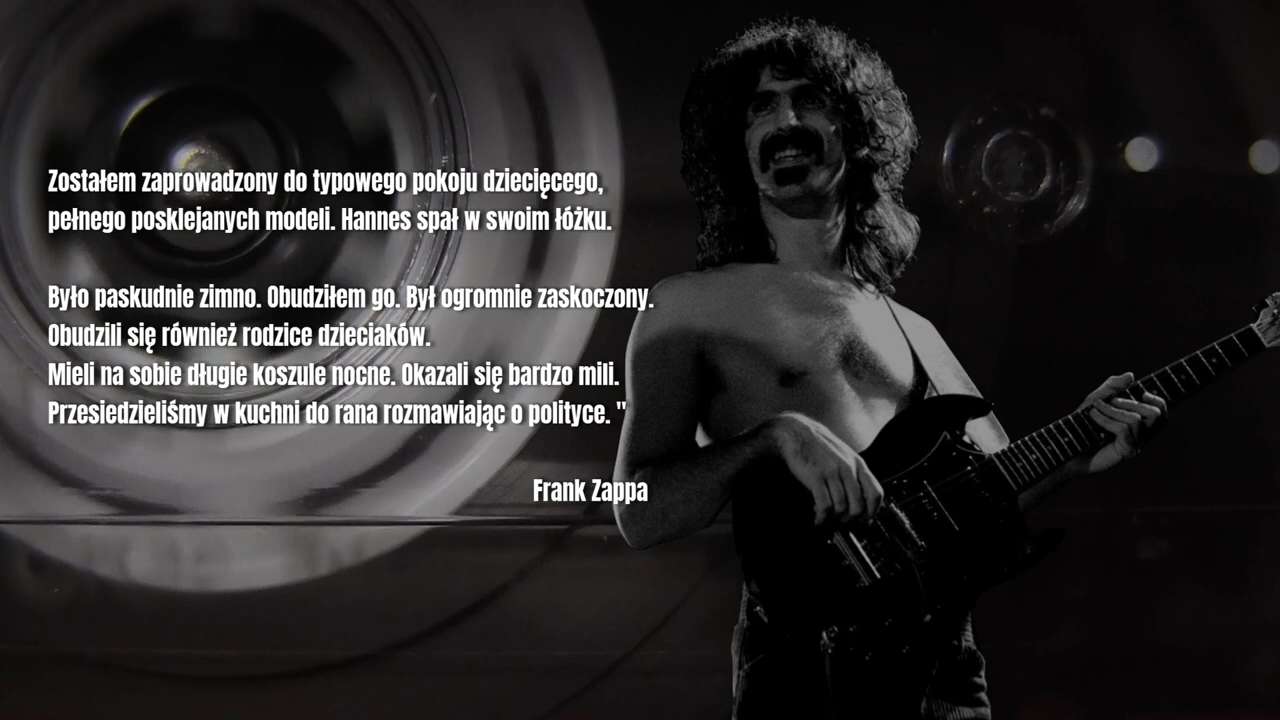 Zostałem zaprowadzony do typowego pokoju dziecięcego,
pełnego posklejanych modeli. Hannes spał w swoim łóżku.
Było paskudnie zimno. Obudziłem go. Był ogromnie zaskoczony.
Obudzili się również rodzice dzieciaków.
Mieli na sobie długie koszule nocne. Okazali się bardzo mili.
Przesiedzieliśmy w kuchni do rana rozmawiając o polityce. "
Frank Zappa